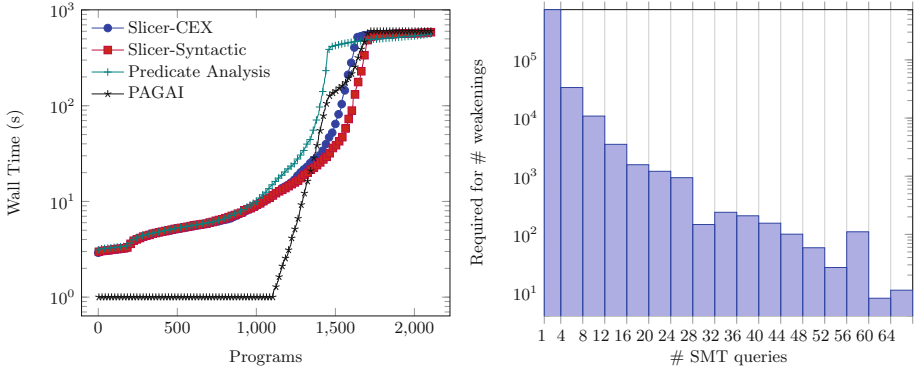 10^3
10^2
10^1
10^0
Wall Time (s)
Slicer-CEX
Slicer-Syntactic
Predicate Analysis
PAGAI
0 500 1,000 1,500 2,000
Programs
10^5
10^4
10^3
10^2
10^1
Required for # weakenings
1 4 8 12 16 20 24 28 32 36 40 44 48 52 56 60 64
# SMT queries